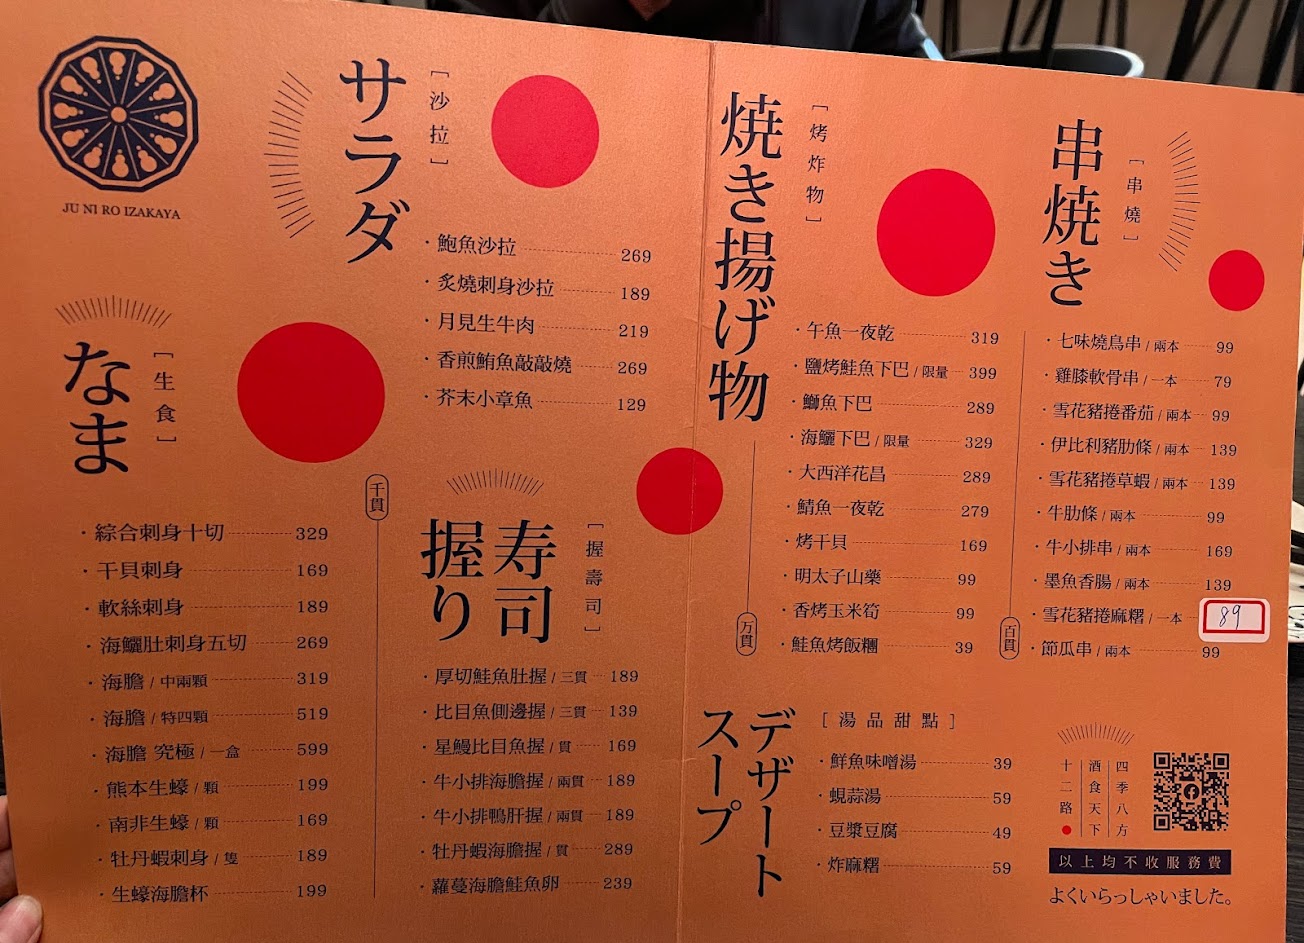 JU NI RO IZAKAYA
サラダ
[沙拉]
・鮑魚沙拉 269
・炙燒刺身沙拉 189
・月見生牛肉 219
・香煎鮪魚敲敲燒 269
・芥末小章魚 129
なま
[生食]
・綜合刺身十切 329
・干貝刺身 169
・軟絲刺身 189
・海鱺肚刺身五切 269
・海膽 / 中兩顆 319
・海膽 / 特四顆 519
・海膽 究極 / 一盒 599
・熊本生蠔 / 顆 199
・南非生蠔 / 顆 169
・牡丹蝦刺身 / 隻 189
・生蠔海膽杯 199
千貫
寿司
握り
[握壽司]
・厚切鮭魚肚握 / 三貫 189
・比目魚側邊握 / 三貫 139
・星鰻比目魚握 / 貫 169
・牛小排海膽握 / 兩貫 189
・牛小排鴨肝握 / 兩貫 189
・牡丹蝦海膽握 / 貫 289
・蘿蔓海膽鮭魚卵 239
焼き揚げ物
[烤炸物]
・午魚一夜乾 319
・鹽烤鮭魚下巴 / 限量 399
・鰤魚下巴 289
・海鱺下巴 / 限量 329
・大西洋花昌 289
・鯖魚一夜乾 279
・烤干貝 169
・明太子山藥 99
・香烤玉米筍 99
・鮭魚烤飯糰 39
万貫
串焼き
[串燒]
・七味燒鳥串 / 兩本 99
・雞膝軟骨串 / 一本 79
・雪花豬捲番茄 / 兩本 99
・伊比利豬肋條 / 兩本 139
・雪花豬捲草蝦 / 兩本 139
・牛肋條 / 兩本 99
・牛小排串 / 兩本 169
・墨魚香腸 / 兩本 139
・雪花豬捲麻糬 / 一本 89
・節瓜串 / 兩本 99
百貫
デザート
スープ
[湯品甜點]
・鮮魚味噌湯 39
・蜆蒜湯 59
・豆漿豆腐 49
・炸麻糬 59
四季八方
酒食天下
十二路
以上均不收服務費
よくいらっしゃいました。